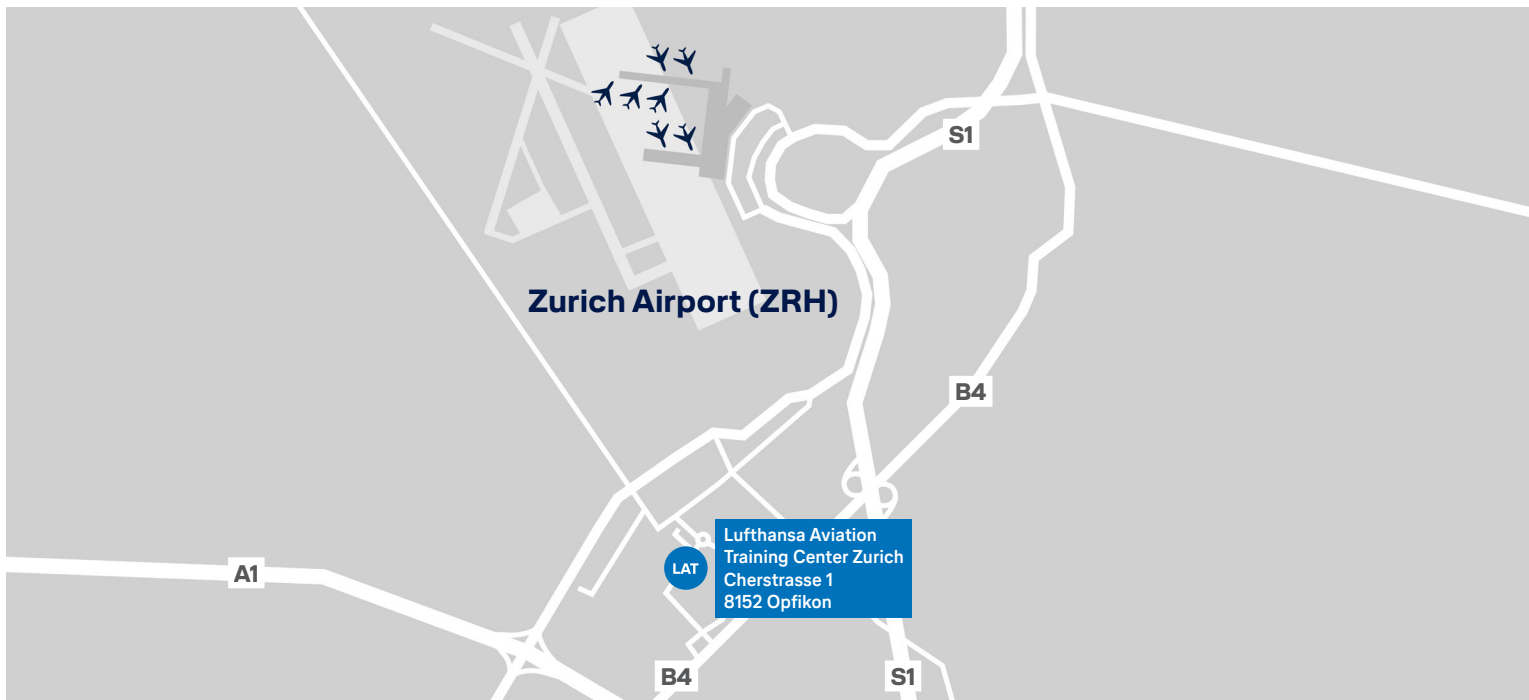 S1
Zurich Airport (ZRH)
B4
Lufthansa Aviation
Training Center Zurich
Cherstrasse 1
8152 Opfikon
LAT
A1
B4
S1